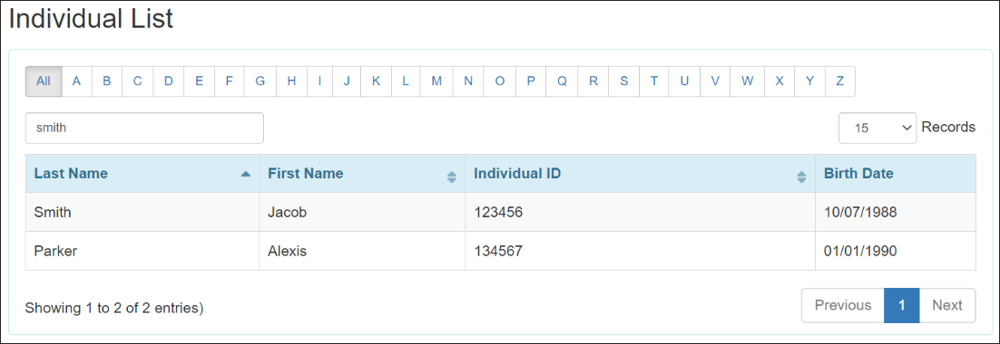 Individual List
All A B C D E F G H I J K L M N O P Q R S T U V W X Y Z
smith 15 Records
Last Name First Name Individual ID Birth Date
Smith Jacob 123456 10/07/1988
Parker Alexis 134567 01/01/1990
Showing 1 to 2 of 2 entries) Previous 1 Next